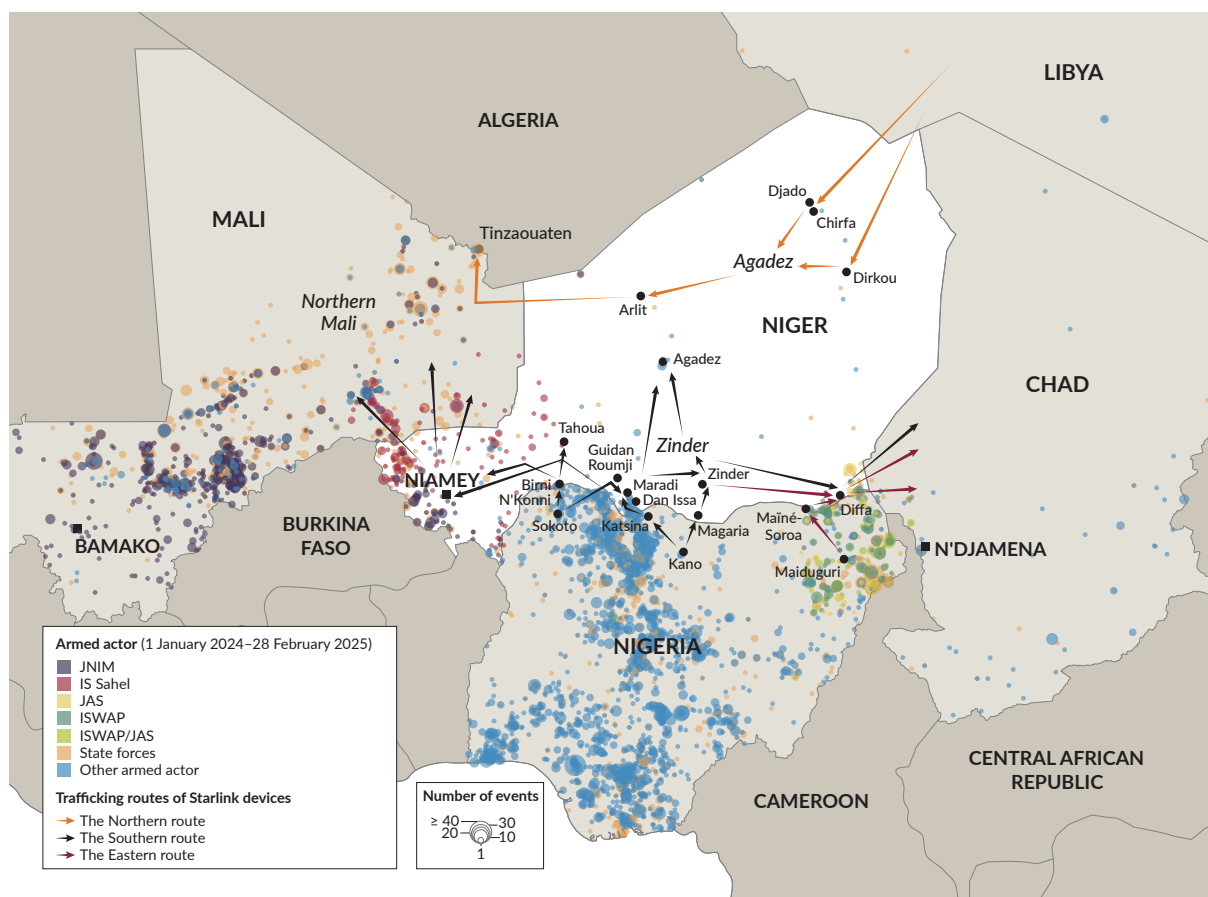 LIBYA
ALGERIA
MALI
Djado
Chirfa
Tinzaouaten
Agadez
Dirkou
Northern
Mali
Arlit
NIGER
Agadez
CHAD
Tahoua
Guidan
Roumji
Zinder
NIAMEY
Birni
N'Konni
Maradi
Zinder
Dan Issa
Sokoto
Katsina
Magaria
Maïné-
Soroa
Diffa
BURKINA
FASO
BAMAKO
Kano
Maiduguri
N'DJAMENA
NIGERIA
CENTRAL AFRICAN
REPUBLIC
CAMEROON
Armed actor (1 January 2024–28 February 2025)
JNIM
IS Sahel
JAS
ISWAP
ISWAP/JAS
State forces
Other armed actor
Trafficking routes of Starlink devices
The Northern route
The Southern route
The Eastern route
Number of events
≥ 40
30
20
10
1